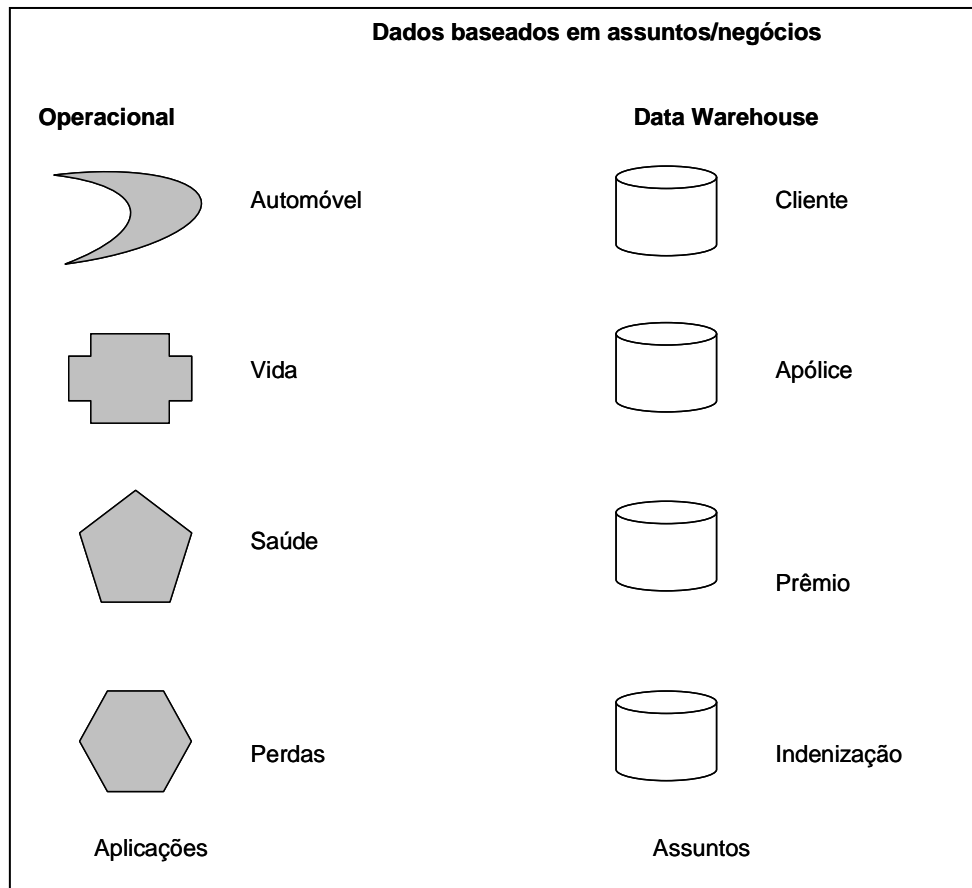 Dados baseados em assuntos/negócios
Operacional
Data Warehouse
Automóvel
Cliente
Vida
Apólice
Saúde
Prêmio
Perdas
Indenização
Aplicações
Assuntos